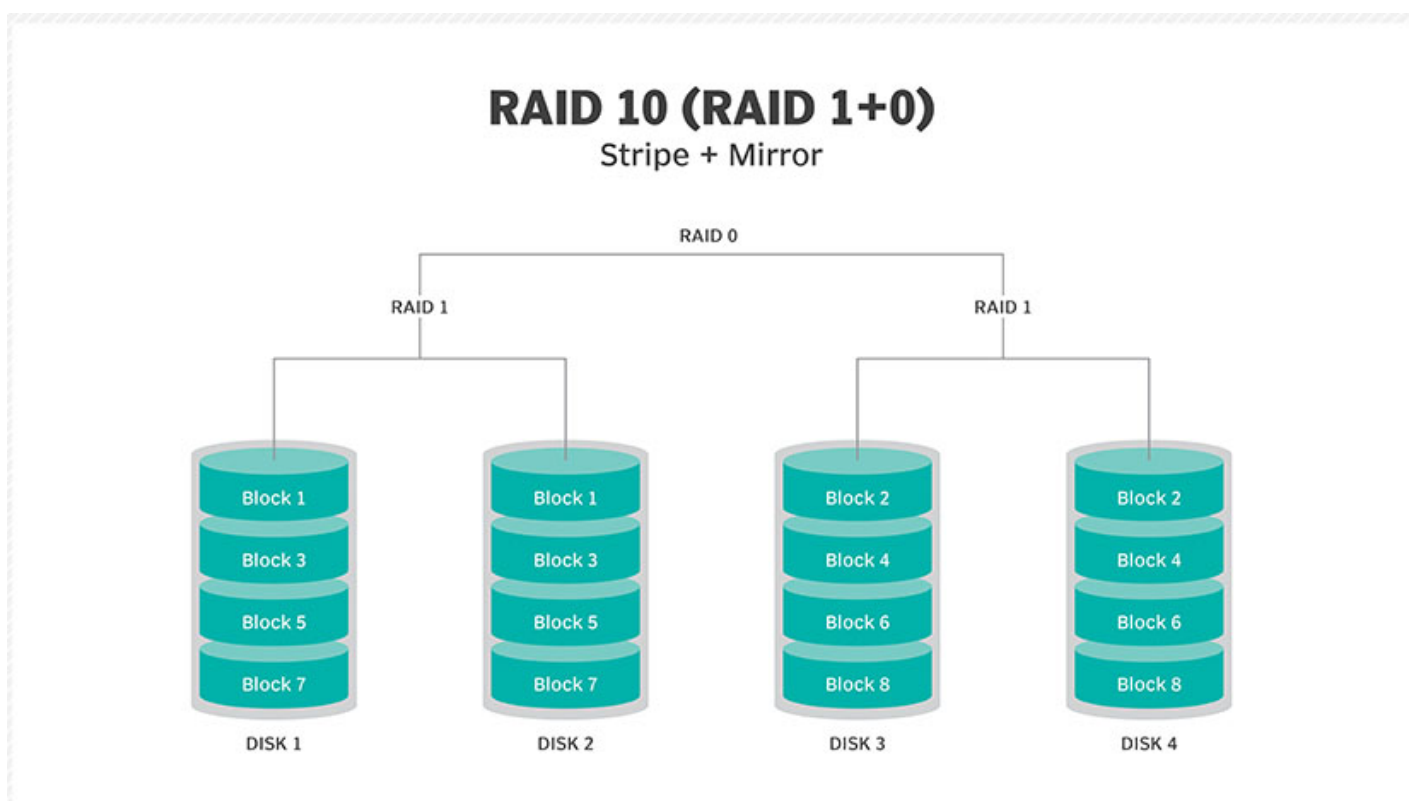 RAID 10 (RAID 1+0)
Stripe + Mirror
RAID 0
RAID 1
RAID 1
Block 1
Block 3
Block 5
Block 7
DISK 1
Block 1
Block 3
Block 5
Block 7
DISK 2
Block 2
Block 4
Block 6
Block 8
DISK 3
Block 2
Block 4
Block 6
Block 8
DISK 4